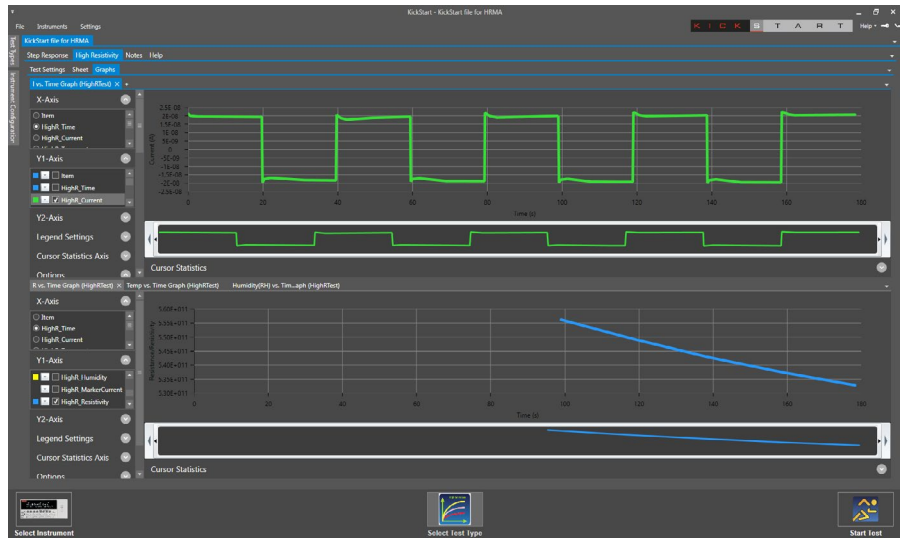 KickStart - KickStart file for HRMA
File Instruments Settings
KICKSTART
Help
KickStart file for HRMA
Test Types
Instrument Configuration
Step Response High Resistivity Notes Help
Test Settings Sheet Graphs
I vs. Time Graph (HighRTest)
X-Axis
Item
HighR_Time
HighR_Current
Y1-Axis
Item
HighR_Time
HighR_Current
Y2-Axis
Legend Settings
Cursor Statistics Axis
Options
Current (A)
2.5E-08
2E-08
1.5E-08
1E-08
5E-09
0
-5E-09
-1E-08
-1.5E-08
-2E-08
-2.5E-08
0 20 40 60 80 100 120 140 160 180
Time (s)
Cursor Statistics
R vs. Time Graph (HighRTest) Temp vs. Time Graph (HighRTest) Humidity(RH) vs. Tim...aph (HighRTest)
X-Axis
Item
HighR_Time
HighR_Current
Y1-Axis
HighR_Humidity
HighR_MarkerCurrent
HighR_Resistivity
Y2-Axis
Legend Settings
Cursor Statistics Axis
Options
Resistance/Resistivity
5.60E+011
5.55E+011
5.50E+011
5.45E+011
5.40E+011
5.35E+011
5.30E+011
0 20 40 60 80 100 120 140 160 180
Time (s)
Cursor Statistics
Select Instrument
Select Test Type
Start Test